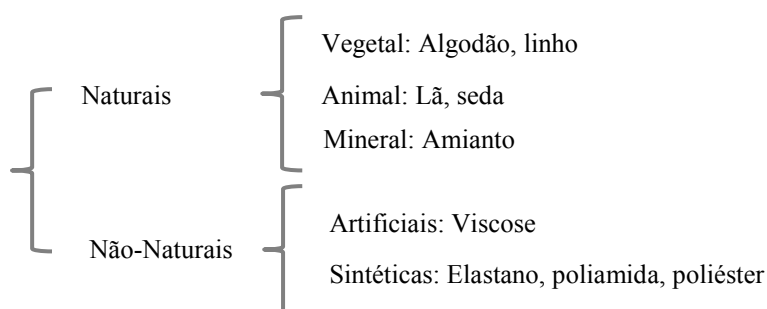 Vegetal: Algodão, linho
Naturais
Animal: Lã, seda
Mineral: Amianto
Artificiais: Viscose
Não-Naturais
Sintéticas: Elastano, poliamida, poliéster